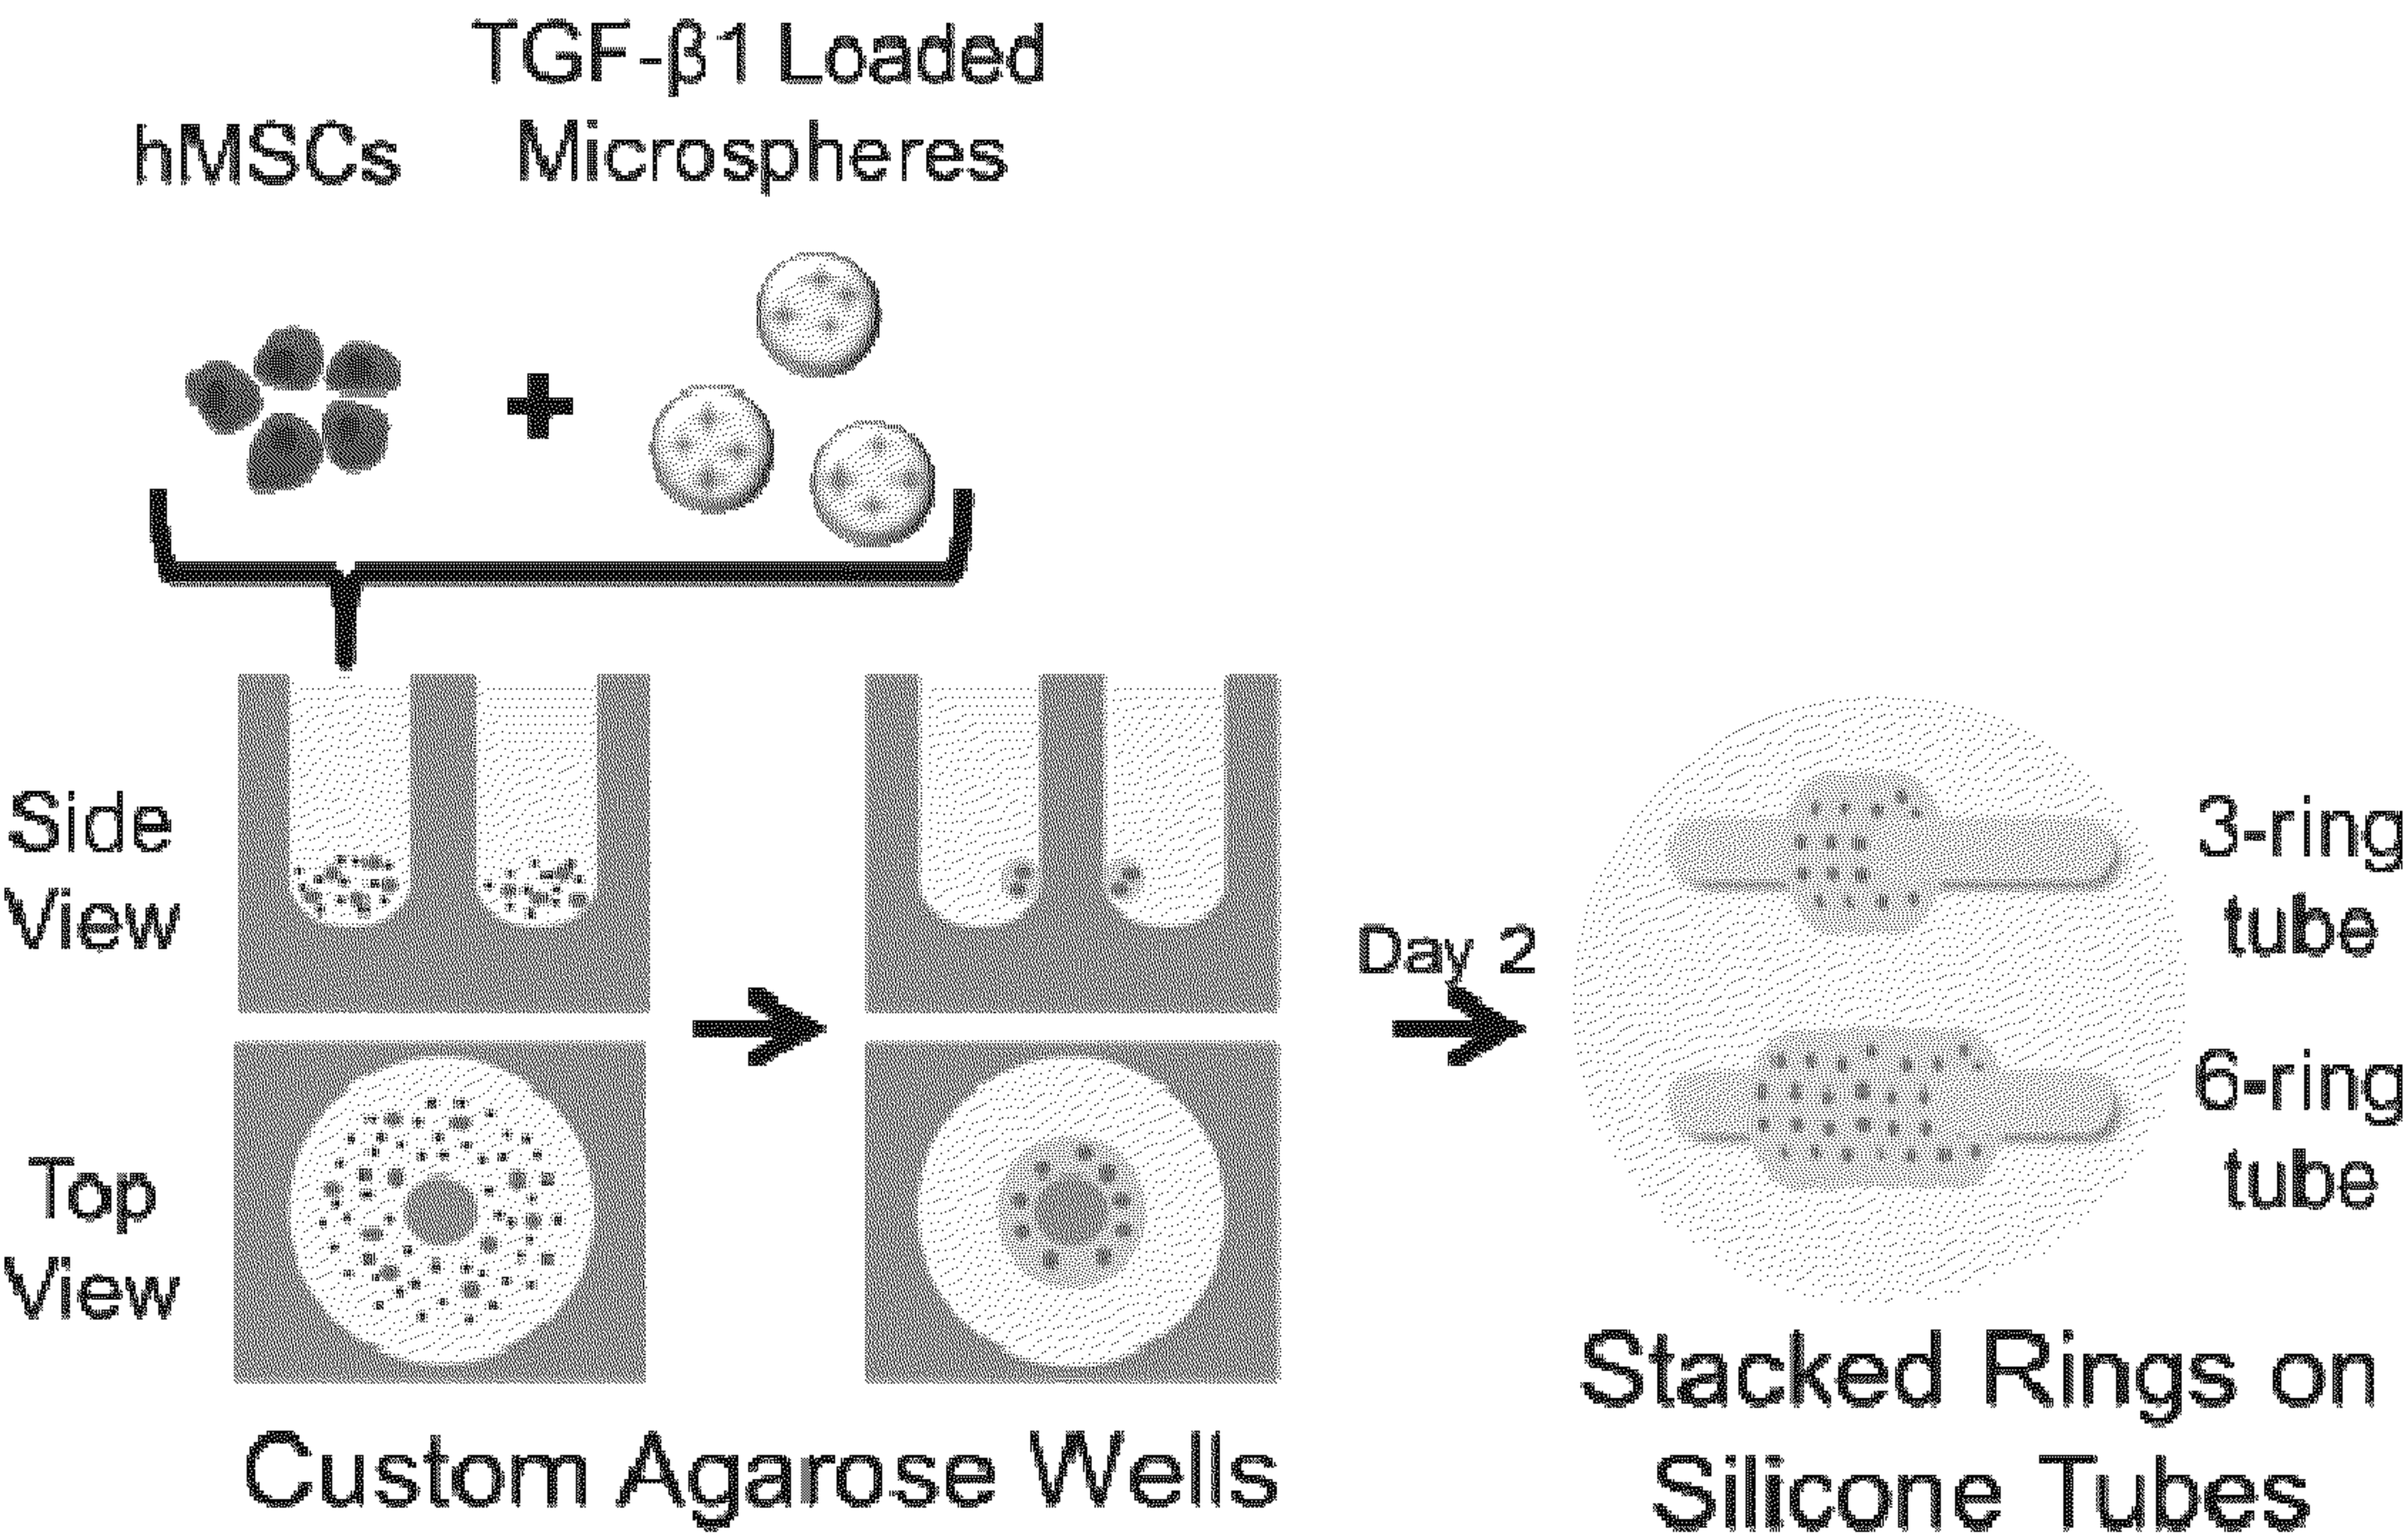 TGF-β1 Loaded
Microspheres
hMSCs
Side
View
Top
View
Day 2
3-ring
tube
6-ring
tube
Custom Agarose Wells
Stacked Rings on
Silicone Tubes